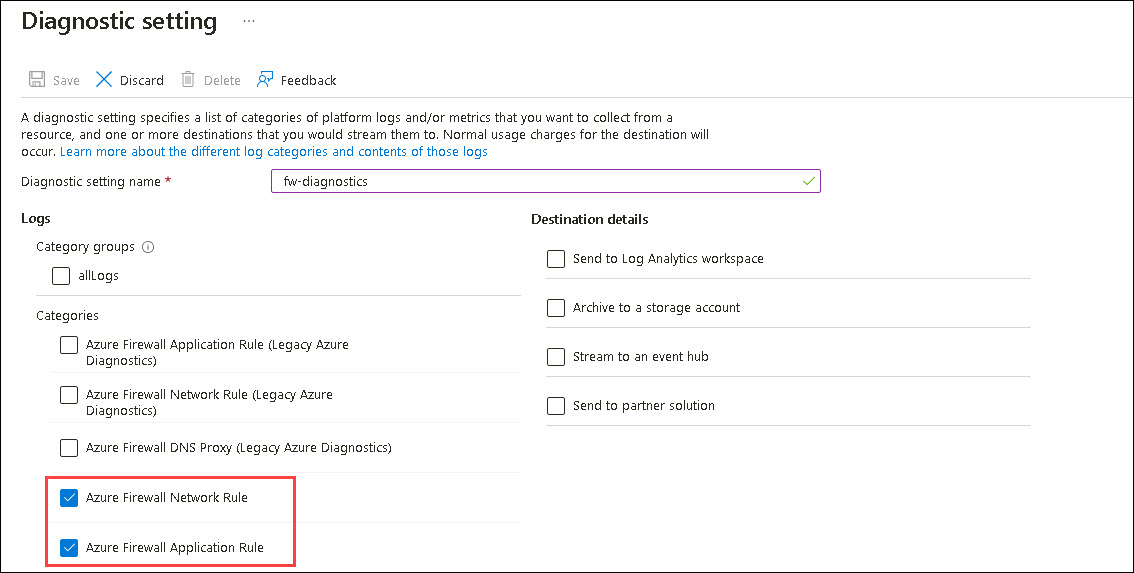 Diagnostic setting ...
Save Discard Delete Feedback
A diagnostic setting specifies a list of categories of platform logs and/or metrics that you want to collect from a
resource, and one or more destinations that you would stream them to. Normal usage charges for the destination will
occur. Learn more about the different log categories and contents of those logs
Diagnostic setting name * fw-diagnostics
Logs
Category groups
allLogs
Categories
Azure Firewall Application Rule (Legacy Azure
Diagnostics)
Azure Firewall Network Rule (Legacy Azure
Diagnostics)
Azure Firewall DNS Proxy (Legacy Azure Diagnostics)
Azure Firewall Network Rule
Azure Firewall Application Rule
Destination details
Send to Log Analytics workspace
Archive to a storage account
Stream to an event hub
Send to partner solution